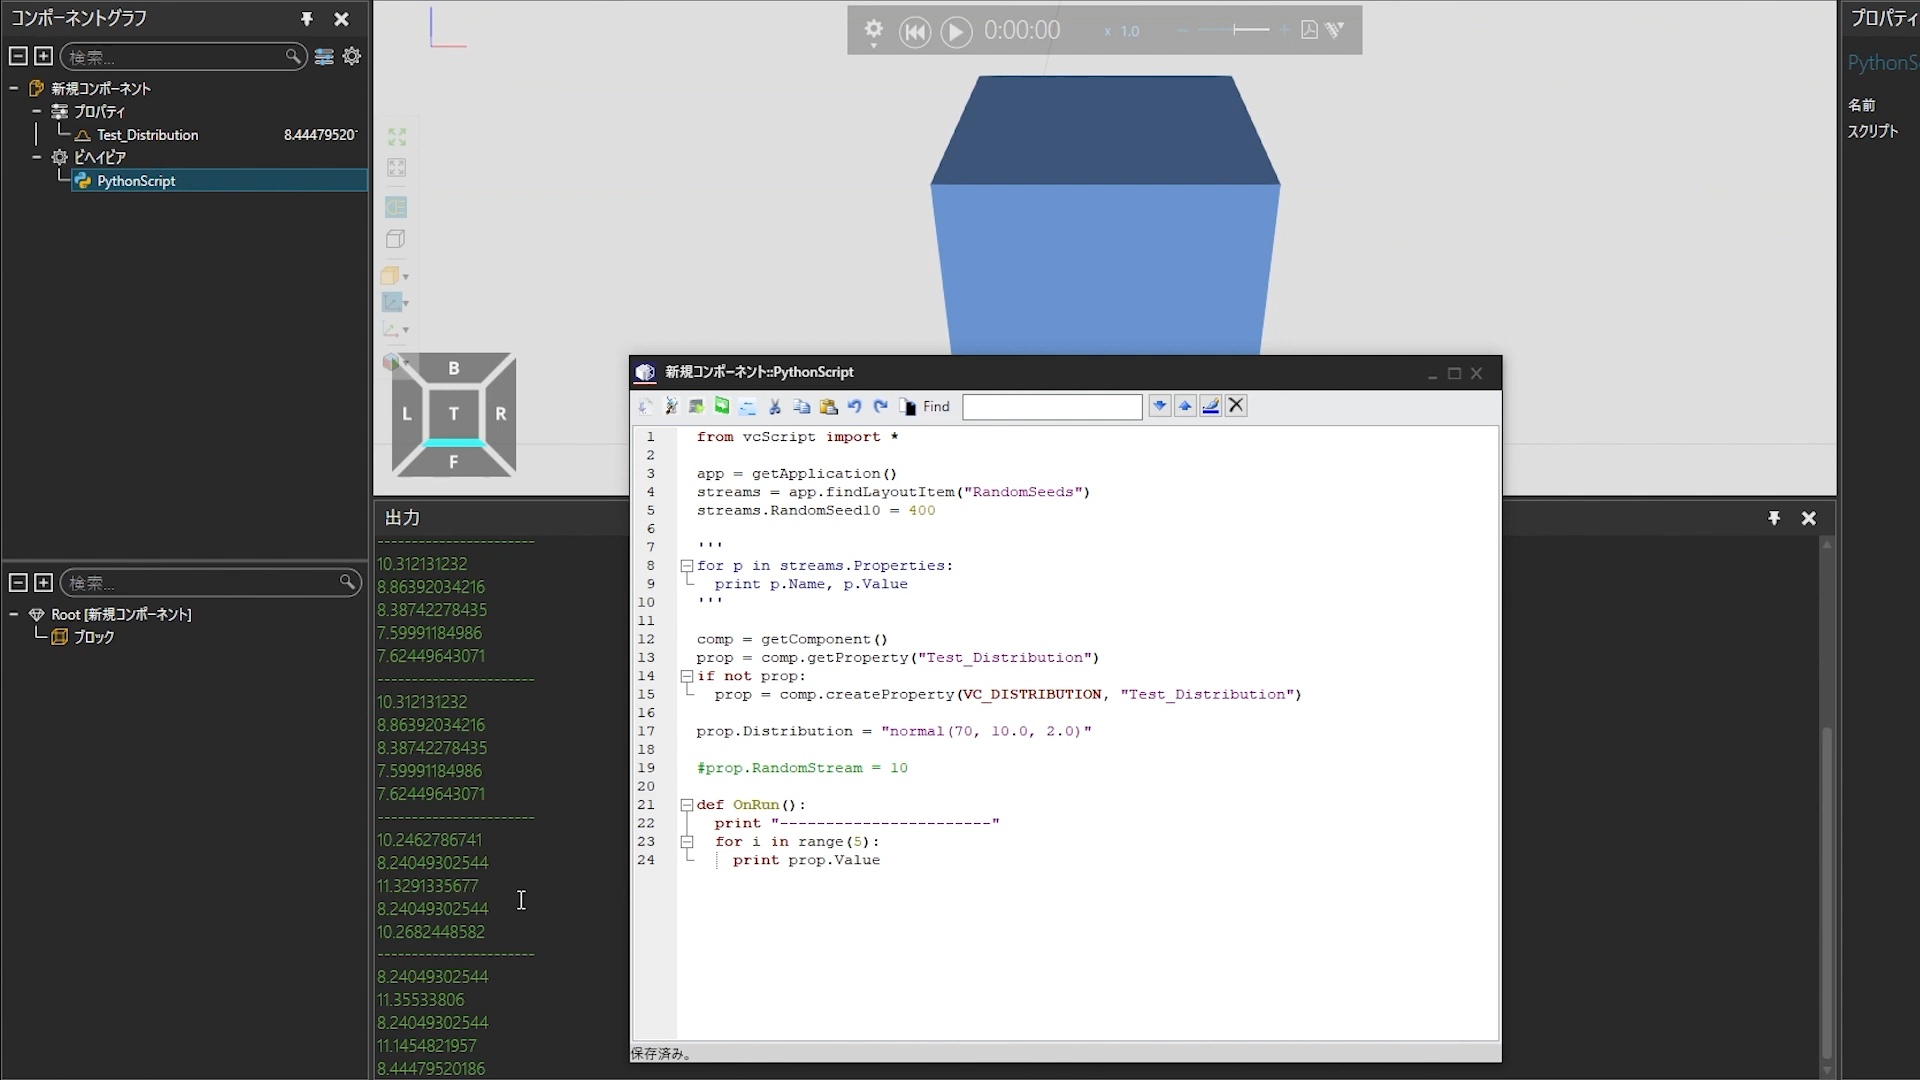 コンポーネントグラフ
検索...
新規コンポーネント
プロパティ
Test_Distribution 8.44479520
ビヘイビア
PythonScript
検索...
Root [新規コンポーネント]
ブロック
0:00:00
x 1.0
B
L T R
F
プロパティ
PythonS
名前
スクリプト
出力
-----------------------
10.312131232
8.86392034216
8.38742278435
7.59991184986
7.62449643071
-----------------------
10.312131232
8.86392034216
8.38742278435
7.59991184986
7.62449643071
-----------------------
10.2462786741
8.24049302544
11.3291335677
8.24049302544
10.2682448582
-----------------------
8.24049302544
11.35533806
8.24049302544
11.1454821957
8.44479520186
新規コンポーネント::PythonScript
Find
1 from vcScript import *
2
3 app = getApplication()
4 streams = app.findLayoutItem("RandomSeeds")
5 streams.RandomSeed10 = 400
6
7 '''
8 for p in streams.Properties:
9 print p.Name, p.Value
10 '''
11
12 comp = getComponent()
13 prop = comp.getProperty("Test_Distribution")
14 if not prop:
15 prop = comp.createProperty(VC_DISTRIBUTION, "Test_Distribution")
16
17 prop.Distribution = "normal(70, 10.0, 2.0)"
18
19 #prop.RandomStream = 10
20
21 def OnRun():
22 print "-----------------------"
23 for i in range(5):
24 print prop.Value
保存済み。